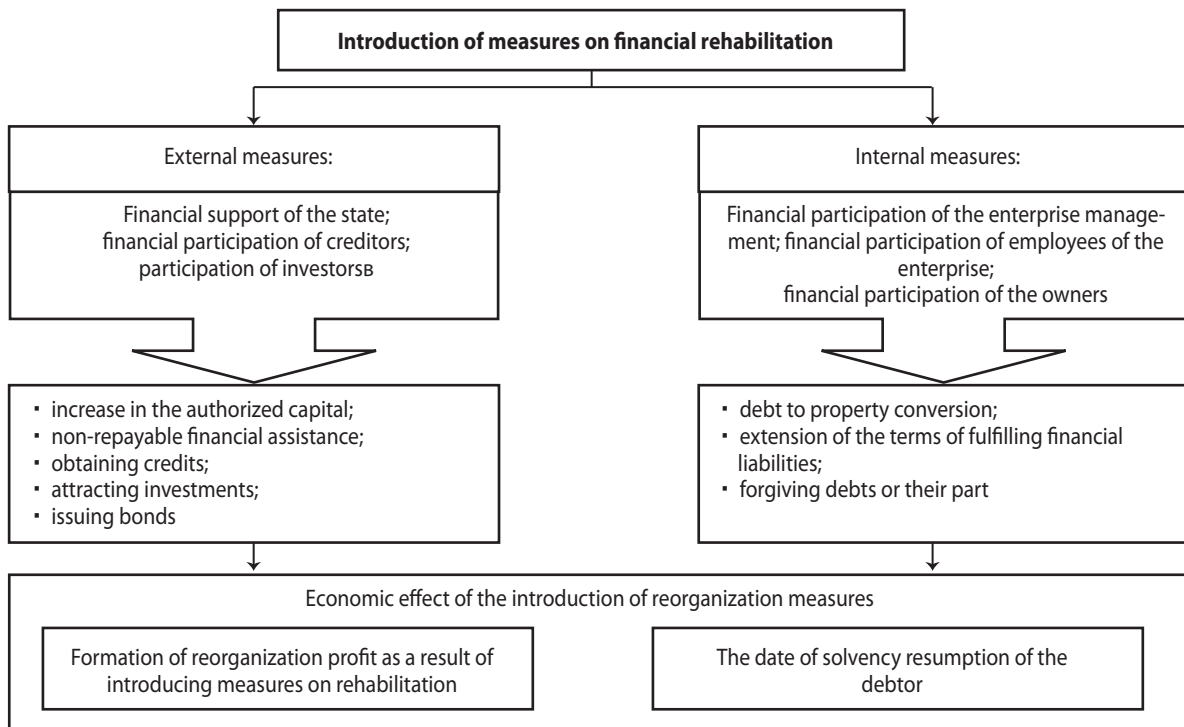 Introduction of measures on financial rehabilitation
External measures:
Financial support of the state;
financial participation of creditors;
participation of investorsв
▪ increase in the authorized capital;
▪ non-repayable financial assistance;
▪ obtaining credits;
▪ attracting investments;
▪ issuing bonds
Internal measures:
Financial participation of the enterprise manage-
ment; financial participation of employees of the
enterprise;
financial participation of the owners
▪ debt to property conversion;
▪ extension of the terms of fulfilling financial
liabilities;
▪ forgiving debts or their part
Economic effect of the introduction of reorganization measures
Formation of reorganization profit as a result of
introducing measures on rehabilitation
The date of solvency resumption of the
debtor